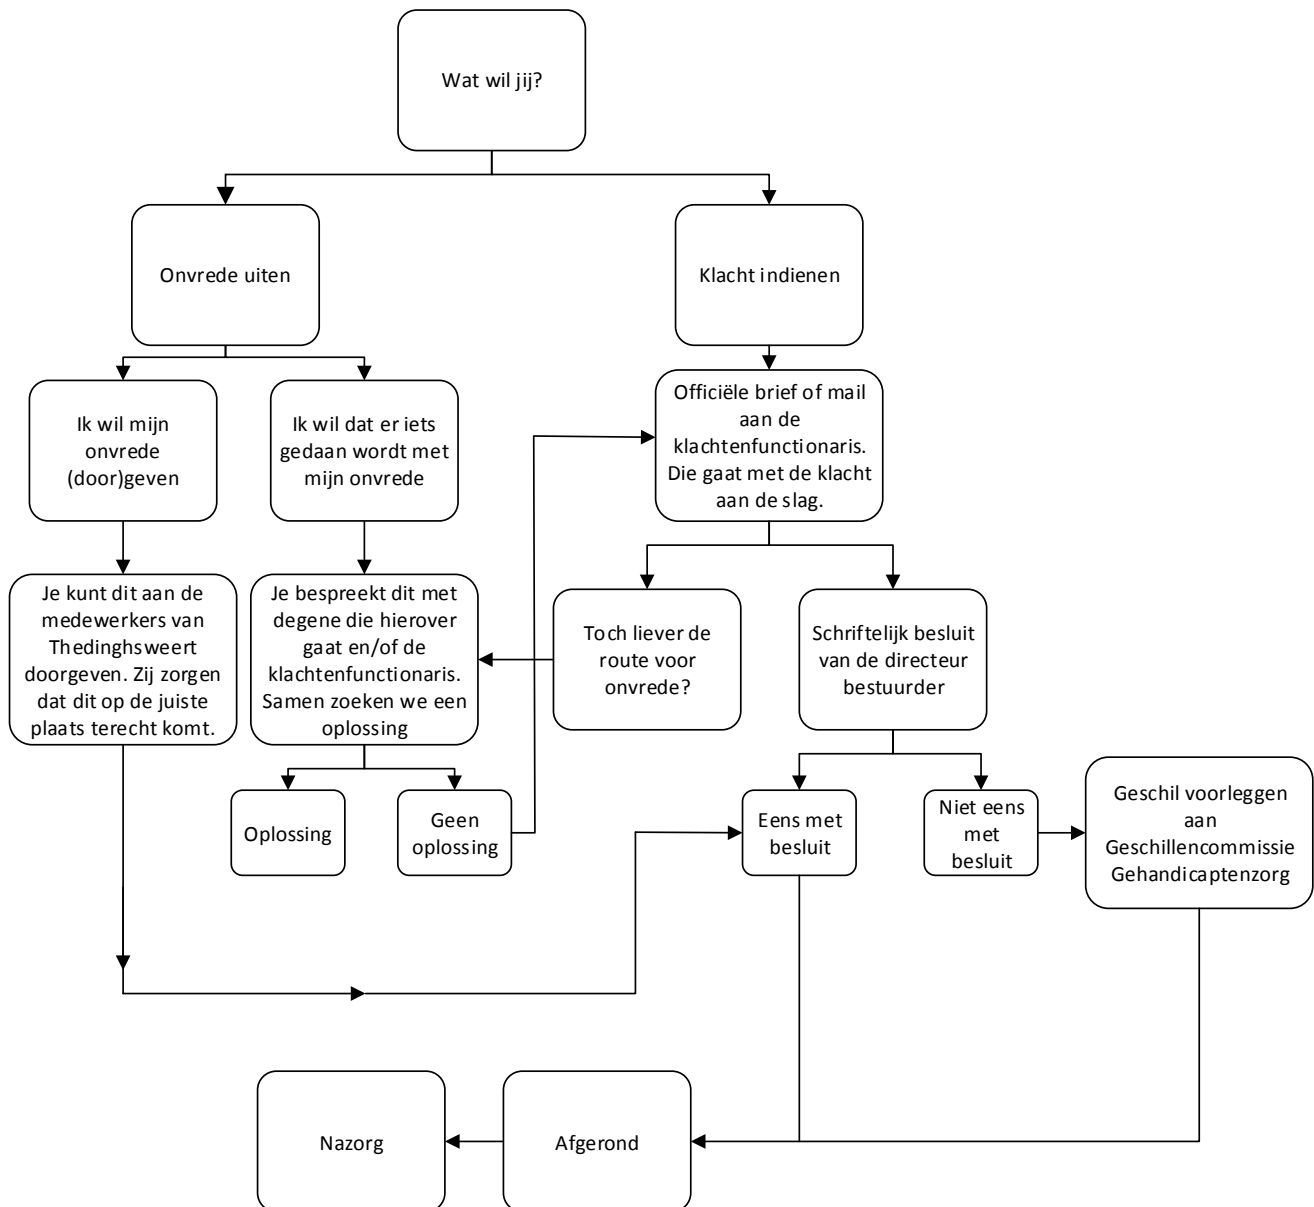 Wat wil jij?
Onvrede uiten
Klacht indienen
Ik wil mijn
onvrede
(door)geven
Ik wil dat er iets
gedaan wordt met
mijn onvrede
Officiële brief of mail
aan de
klachtenfunctionaris.
Die gaat met de klacht
aan de slag.
Je kunt dit aan de
medewerkers van
Thedinghsweert
doorgeven. Zij zorgen
dat dit op de juiste
plaats terecht komt.
Je bespreekt dit met
degene die hierover
gaat en/of de
klachtenfunctionaris.
Samen zoeken we een
oplossing
Toch liever de
route voor
onvrede?
Schriftelijk besluit
van de directeur
bestuurder
Oplossing
Geen
oplossing
Eens met
besluit
Niet eens
met
besluit
Geschil voorleggen
aan
Geschillencommissie
Gehandicaptenzorg
Nazorg
Afgerond